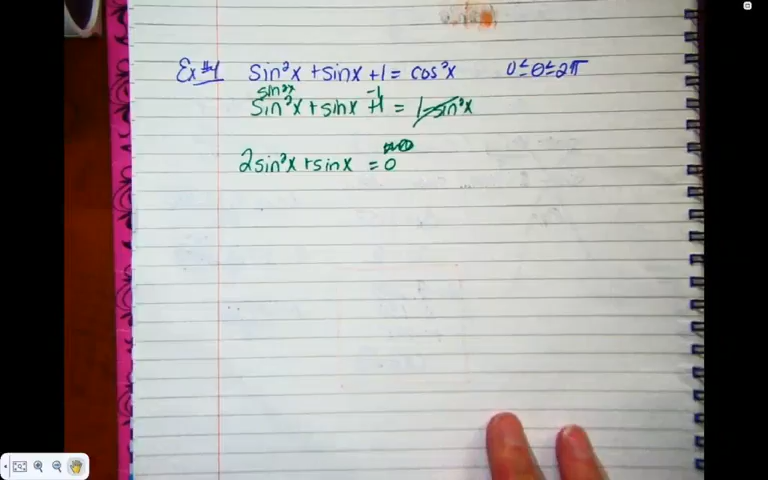 Ex #4 sin²x + sinx + 1 = cos²x 0 ≤ θ ≤ 2π
sin²x -1
sin²x + sinx + 1 = 1 - sin²x
2sin²x + sinx = 0